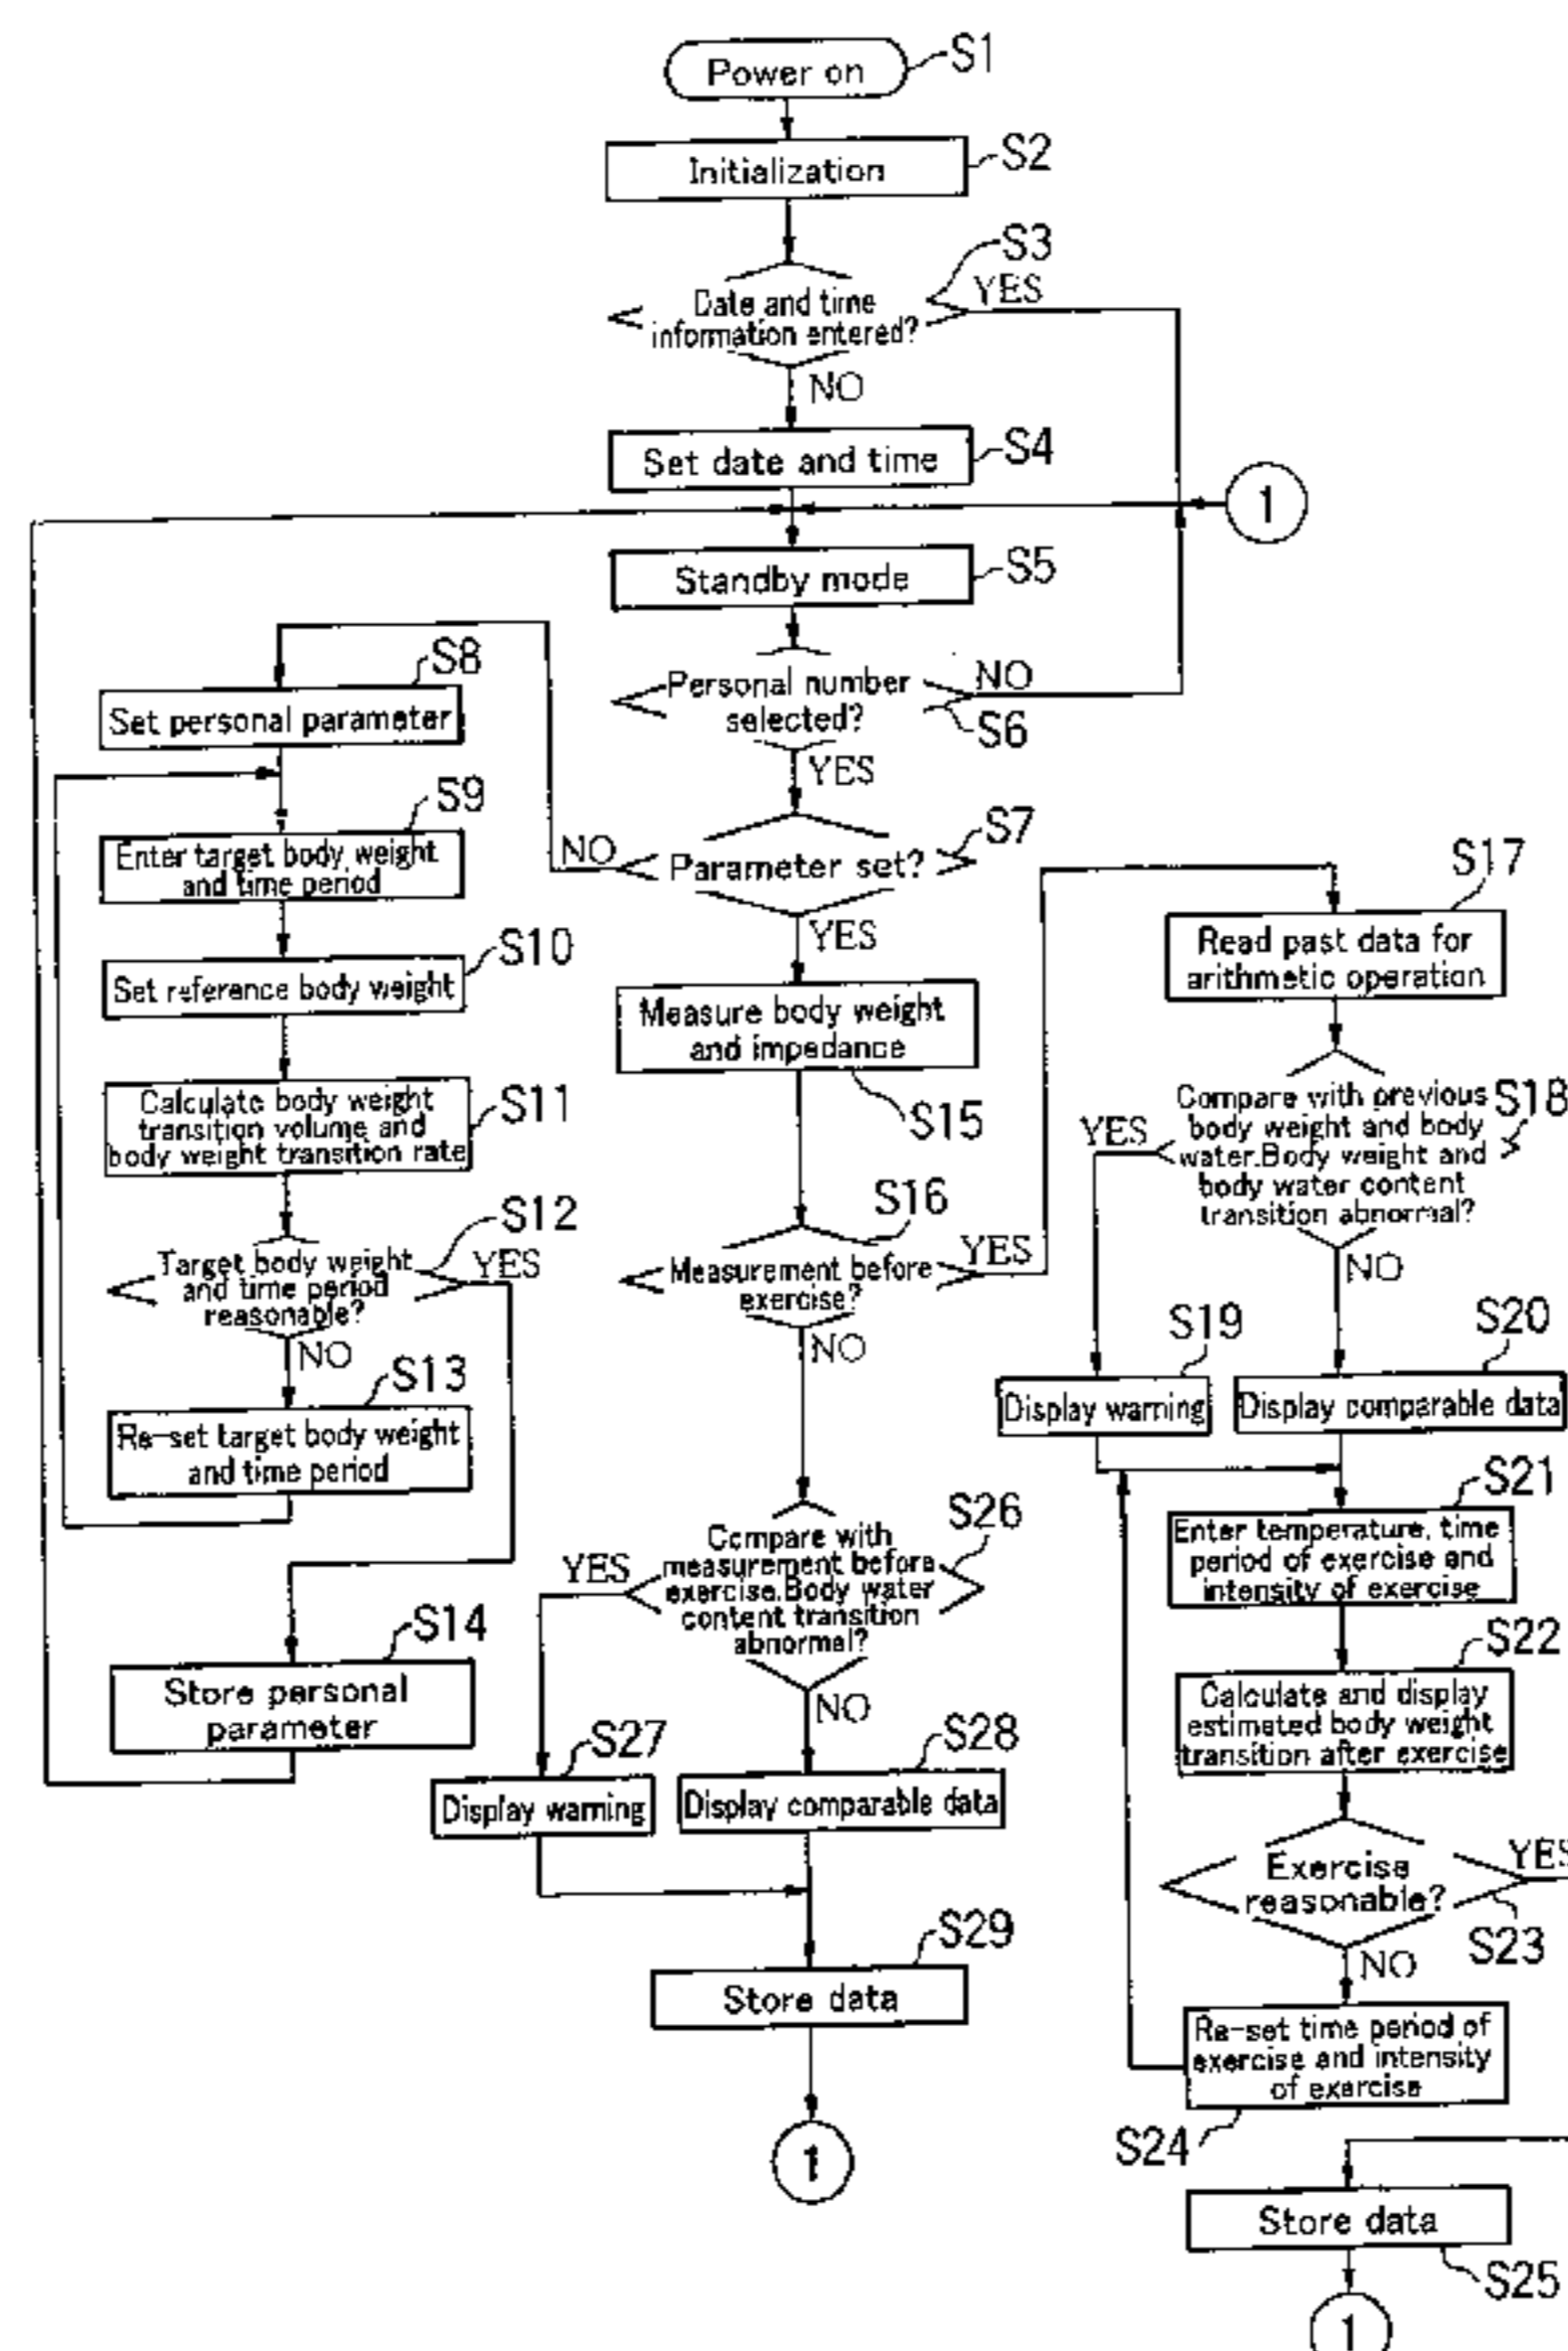 Power on
S1
Initialization
S2
S3
Date and time
information entered?
YES
NO
Set date and time
S4
1
Standby mode
S5
Personal number
selected?
NO
S6
YES
S8
Set personal parameter
S9
Enter target body weight
and time period
S10
Set reference body weight
Calculate body weight
transition volume and
body weight transition rate
S11
S12
Target body weight
and time period
reasonable?
YES
NO
S13
Re-set target body weight
and time period
S14
Store personal
parameter
S7
NO
Parameter set?
YES
Measure body weight
and impedance
S15
S16
Measurement before
exercise?
YES
NO
S26
Compare with
measurement before
exercise.Body water
content transition
abnormal?
YES
NO
S27
Display warning
S28
Display comparable data
S29
Store data
1
S17
Read past data for
arithmetic operation
Compare with previous
body weight and body
water.Body weight and
body water content
transition abnormal?
S18
YES
NO
S19
Display warning
S20
Display comparable data
S21
Enter temperature, time
period of exercise and
intensity of exercise
S22
Calculate and display
estimated body weight
transition after exercise
Exercise
reasonable?
YES
S23
NO
Re-set time period of
exercise and intensity
of exercise
S24
Store data
S25
1